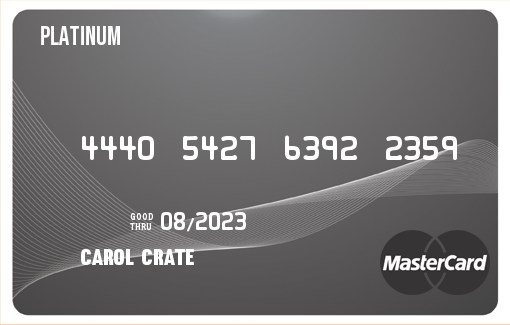 PLATINUM
4440 5427 6392 2359
GOOD THRU 08/2023
CAROL CRATE
MasterCard